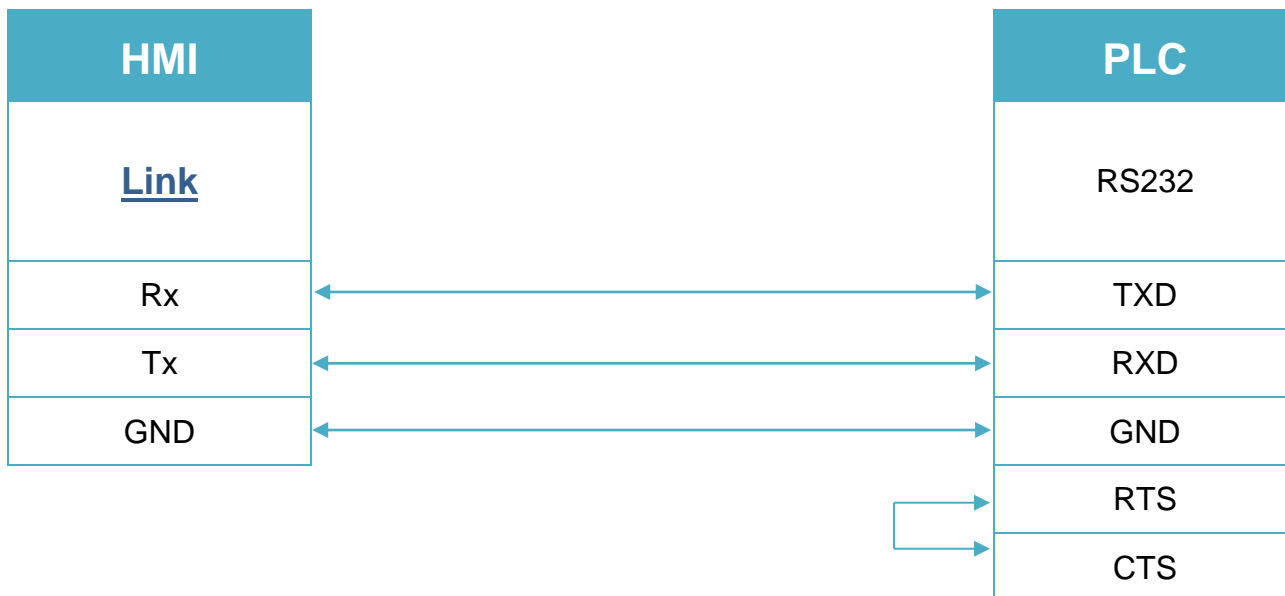 HMI
PLC
Link
RS232
Rx
TXD
Tx
RXD
GND
GND
RTS
CTS